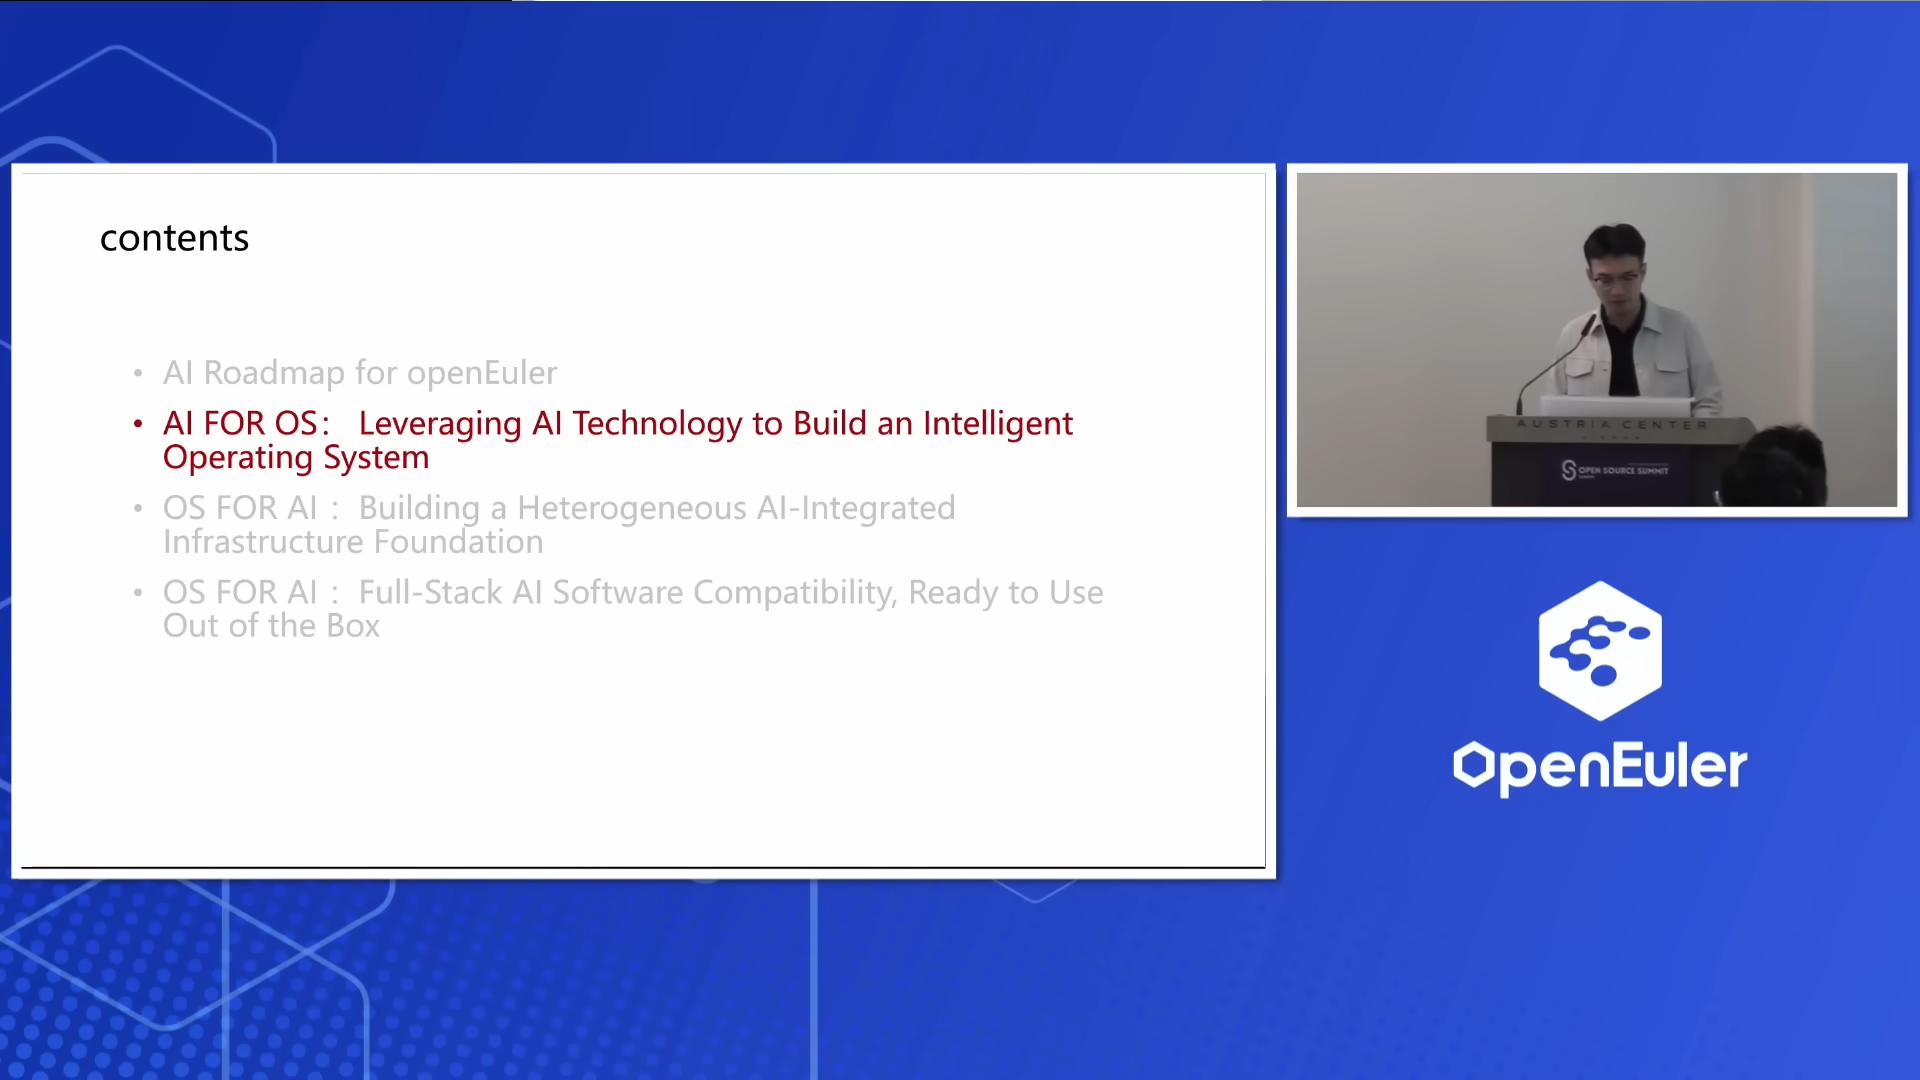 contents
• AI Roadmap for openEuler
• AI FOR OS： Leveraging AI Technology to Build an Intelligent
Operating System
• OS FOR AI： Building a Heterogeneous AI-Integrated
Infrastructure Foundation
• OS FOR AI： Full-Stack AI Software Compatibility, Ready to Use
Out of the Box
AUSTRIA CENTER
OPEN SOURCE SUMMIT
OpenEuler